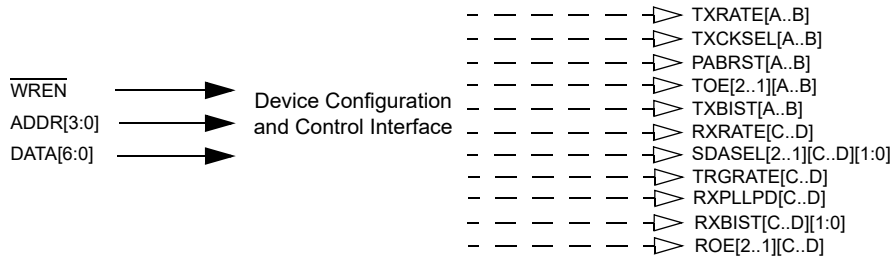 WREN
ADDR[3:0]
DATA[6:0]
Device Configuration
and Control Interface
TXRATE[A..B]
TXCKSEL[A..B]
PABRST[A..B]
TOE[2..1][A..B]
TXBIST[A..B]
RXRATE[C..D]
SDASEL[2..1][C..D][1:0]
TRGRATE[C..D]
RXPLLPD[C..D]
RXBIST[C..D][1:0]
ROE[2..1][C..D]